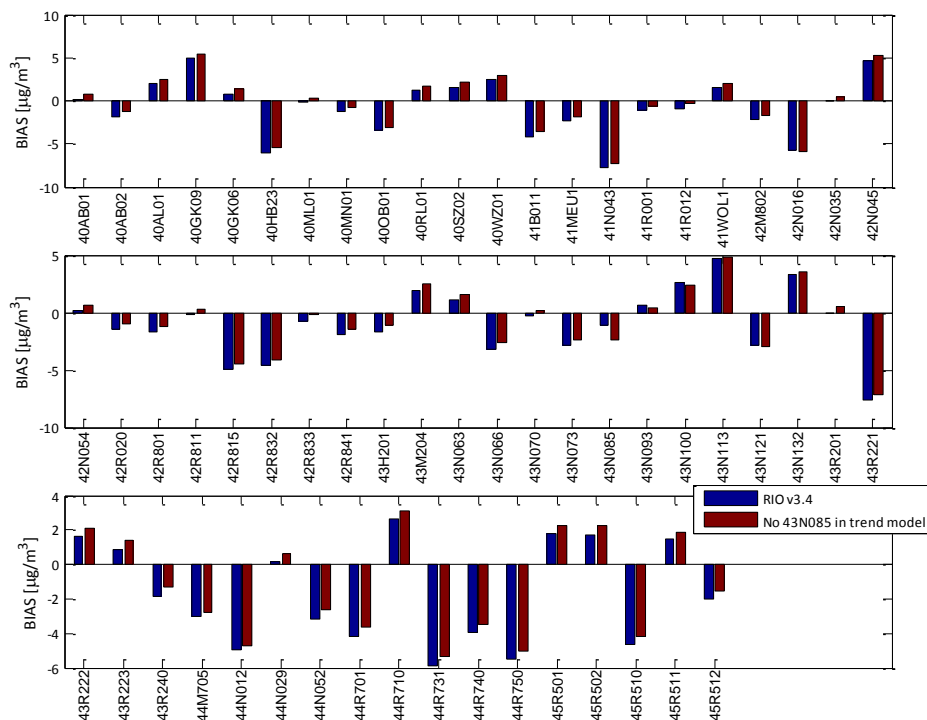 BIAS [µg/m³]
10
5
0
-5
-10
40AB01
40AB02
40AL01
40GK09
40GK06
40HB23
40ML01
40MN01
40OB01
40RL01
40SZ02
40WZ01
41B011
41MEU1
41N043
41R001
41R012
41WOL1
42M802
42N016
42N035
42N045
BIAS [µg/m³]
5
0
-5
-10
42N054
42R020
42R801
42R811
42R815
42R832
42R833
42R841
43H201
43M204
43N063
43N066
43N070
43N073
43N085
43N093
43N100
43N113
43N121
43N132
43R201
43R221
BIAS [µg/m³]
4
2
0
-2
-4
-6
RIO v3.4
No 43N085 in trend model
43R222
43R223
43R240
44M705
44N012
44N029
44N052
44R701
44R710
44R731
44R740
44R750
45R501
45R502
45R510
45R511
45R512